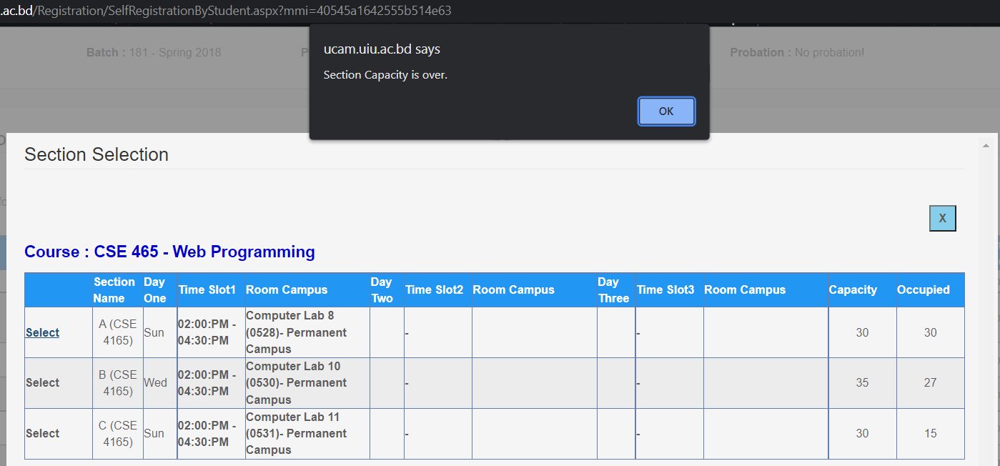 .ac.bd/Registration/SelfRegistrationByStudent.aspx?mmi=40545a1642555b514e63
ucam.uiu.ac.bd says
Section Capacity is over.
OK
Batch : 181 - Spring 2018
P
Probation : No probation!
Section Selection
X
Course : CSE 465 - Web Programming
Section Name Day One Time Slot1 Room Campus Day Two Time Slot2 Room Campus Day Three Time Slot3 Room Campus Capacity Occupied
Select A (CSE 4165) Sun 02:00:PM - 04:30:PM Computer Lab 8 (0528)- Permanent Campus - - 30 30
Select B (CSE 4165) Wed 02:00:PM - 04:30:PM Computer Lab 10 (0530)- Permanent Campus - - 35 27
Select C (CSE 4165) Sun 02:00:PM - 04:30:PM Computer Lab 11 (0531)- Permanent Campus - - 30 15